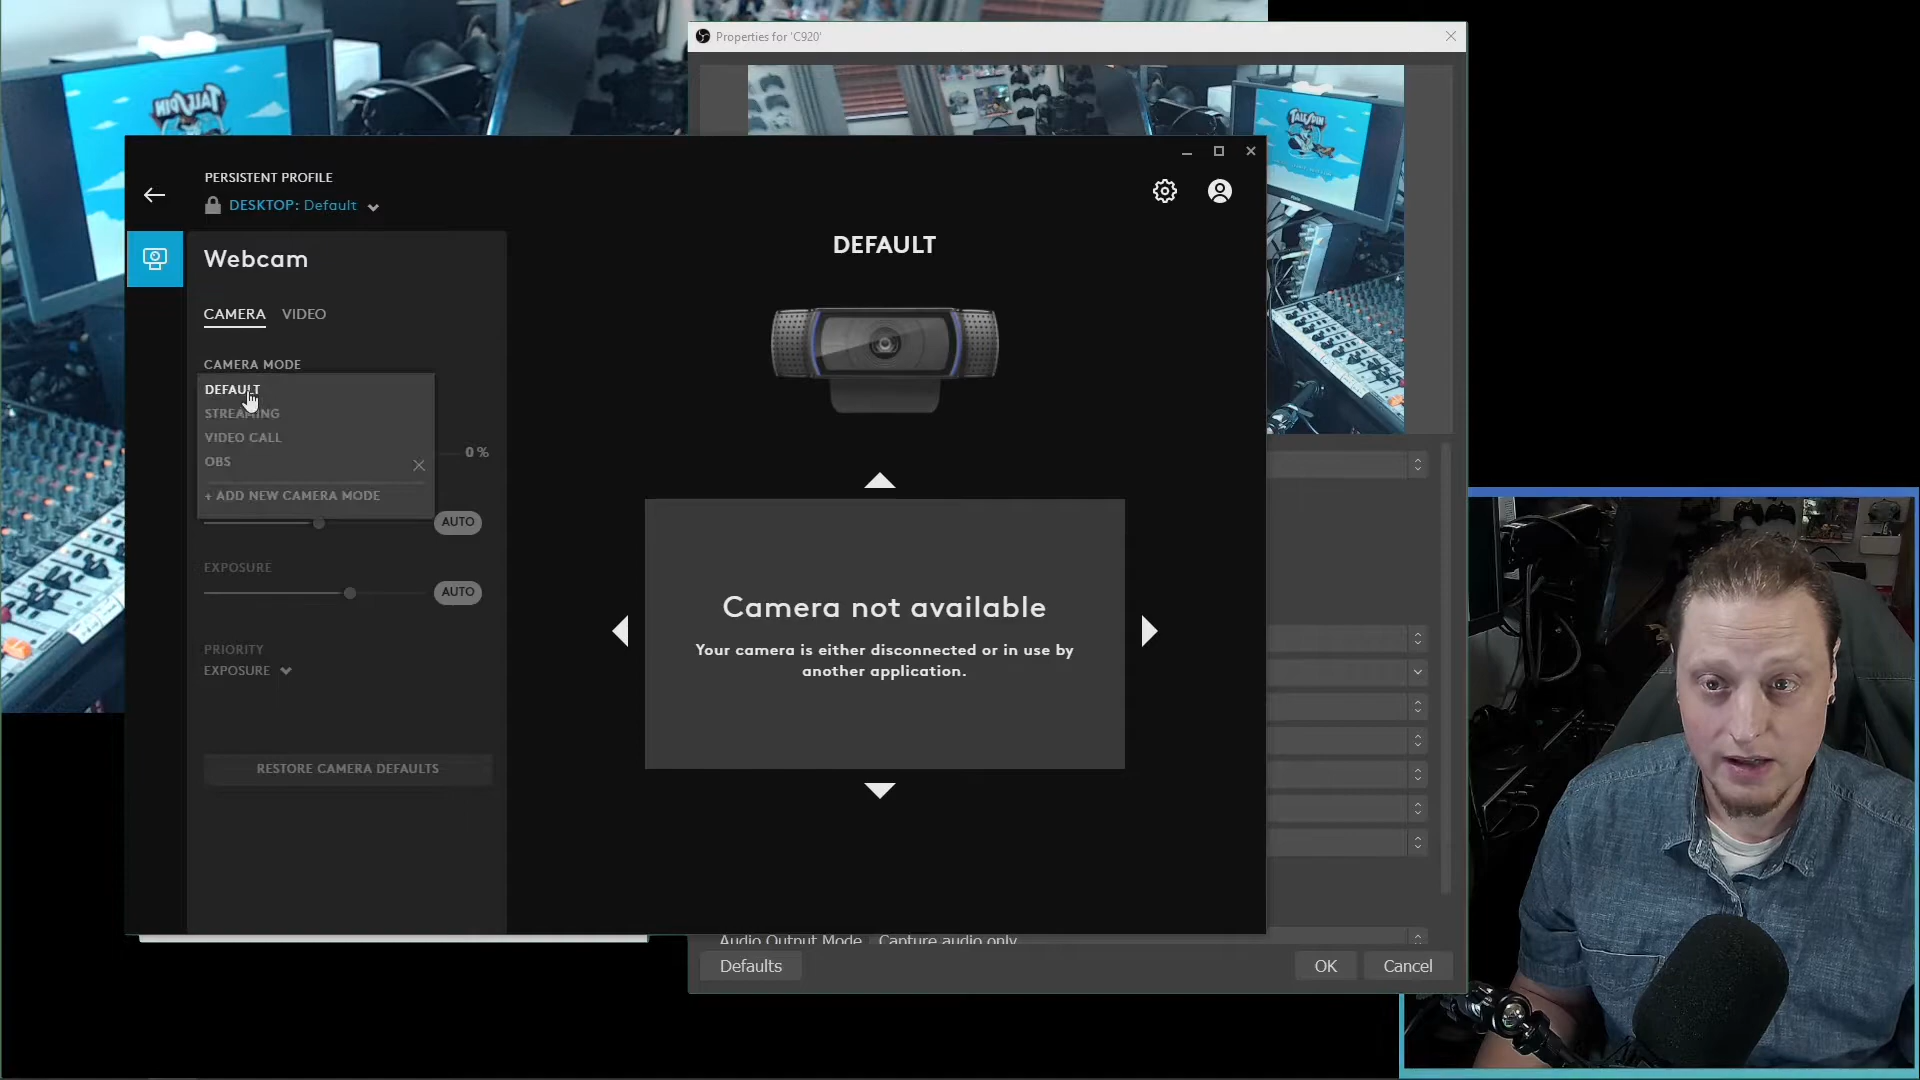 Properties for 'C920'
PERSISTENT PROFILE
DESKTOP: Default
Webcam
CAMERA VIDEO
CAMERA MODE
DEFAULT
STREAMING
VIDEO CALL
OBS
+ ADD NEW CAMERA MODE
0 %
AUTO
EXPOSURE
AUTO
PRIORITY
EXPOSURE
RESTORE CAMERA DEFAULTS
DEFAULT
Camera not available
Your camera is either disconnected or in use by
another application.
TALESPIN
Audio Output Mode Capture audio only
Defaults
OK
Cancel